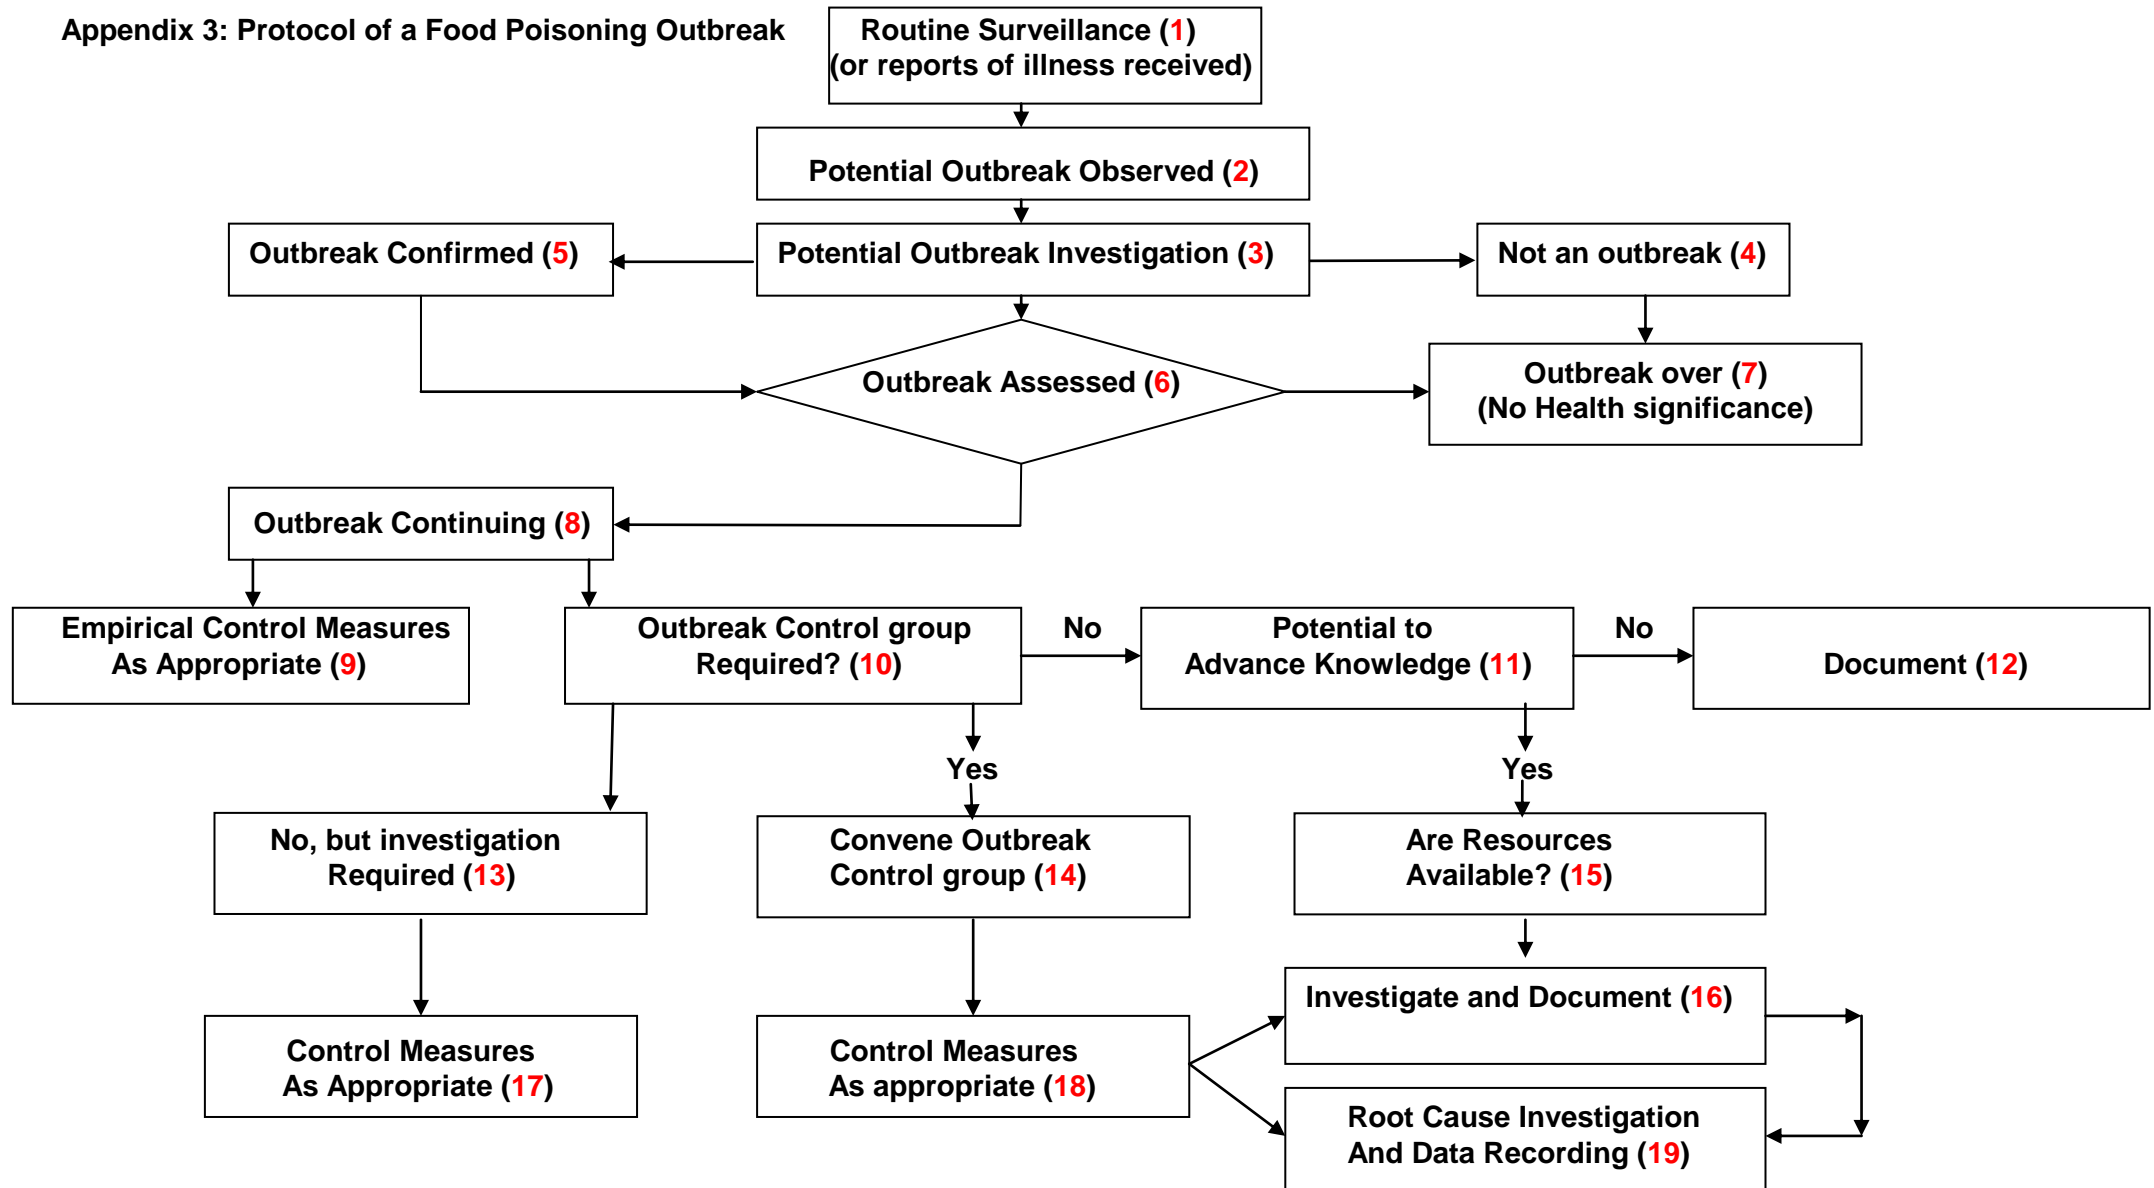 Appendix 3: Protocol of a Food Poisoning Outbreak
Routine Surveillance (1)
(or reports of illness received)
Potential Outbreak Observed (2)
Outbreak Confirmed (5)
Potential Outbreak Investigation (3)
Not an outbreak (4)
Outbreak Assessed (6)
Outbreak over (7)
(No Health significance)
Outbreak Continuing (8)
Empirical Control Measures
As Appropriate (9)
Outbreak Control group
Required? (10)
No
Potential to
Advance Knowledge (11)
No
Document (12)
Yes
Yes
No, but investigation
Required (13)
Convene Outbreak
Control group (14)
Are Resources
Available? (15)
Investigate and Document (16)
Control Measures
As Appropriate (17)
Control Measures
As appropriate (18)
Root Cause Investigation
And Data Recording (19)